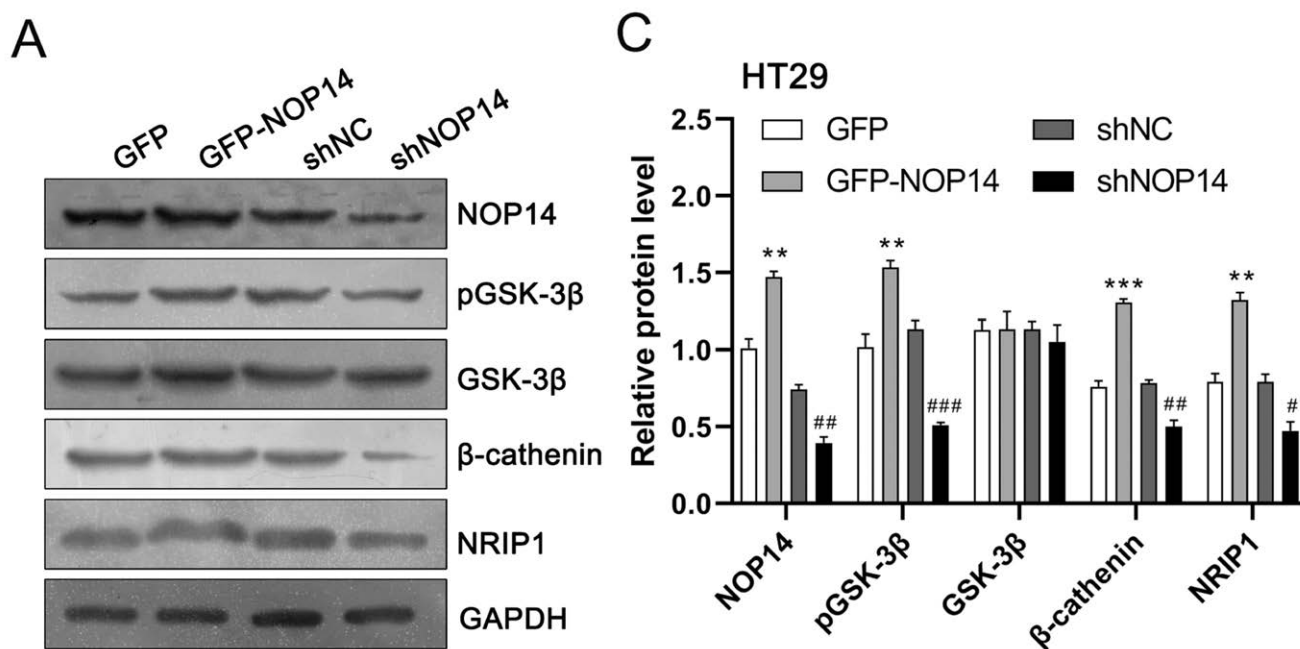 A
GFP
GFP-NOP14
shNC
shNOP14
NOP14
pGSK-3β
GSK-3β
β-catenin
NRIP1
GAPDH
C
HT29
GFP
shNC
GFP-NOP14
shNOP14
Relative protein level
2.5
2.0
1.5
1.0
0.5
0.0
**
##
**
###
***
##
**
#
NOP14
pGSK-3β
GSK-3β
β-cathenin
NRIP1